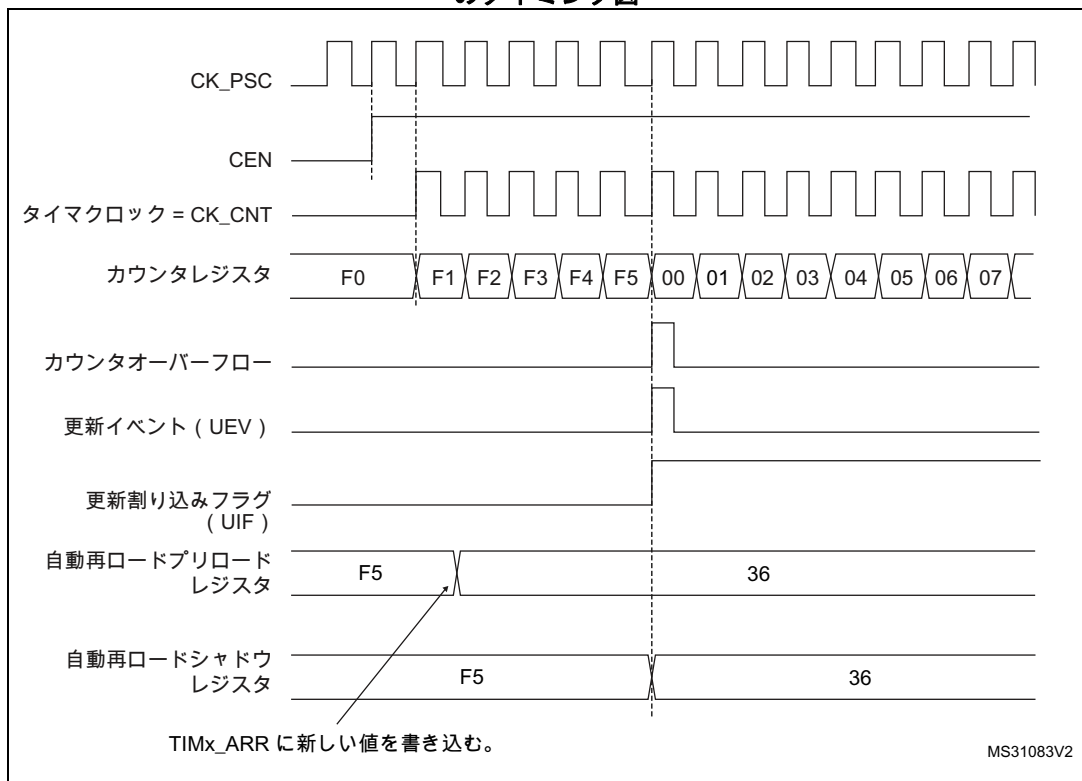 のタイミング図
CK_PSC
CEN
タイマクロック = CK_CNT
カウンタレジスタ
F0 F1 F2 F3 F4 F5 00 01 02 03 04 05 06 07
カウンタオーバーフロー
更新イベント ( UEV )
更新割り込みフラグ
( UIF )
自動再ロードプリロード
レジスタ
F5 36
自動再ロードシャドウ
レジスタ
F5 36
TIMx_ARR に新しい値を書き込む。
MS31083V2